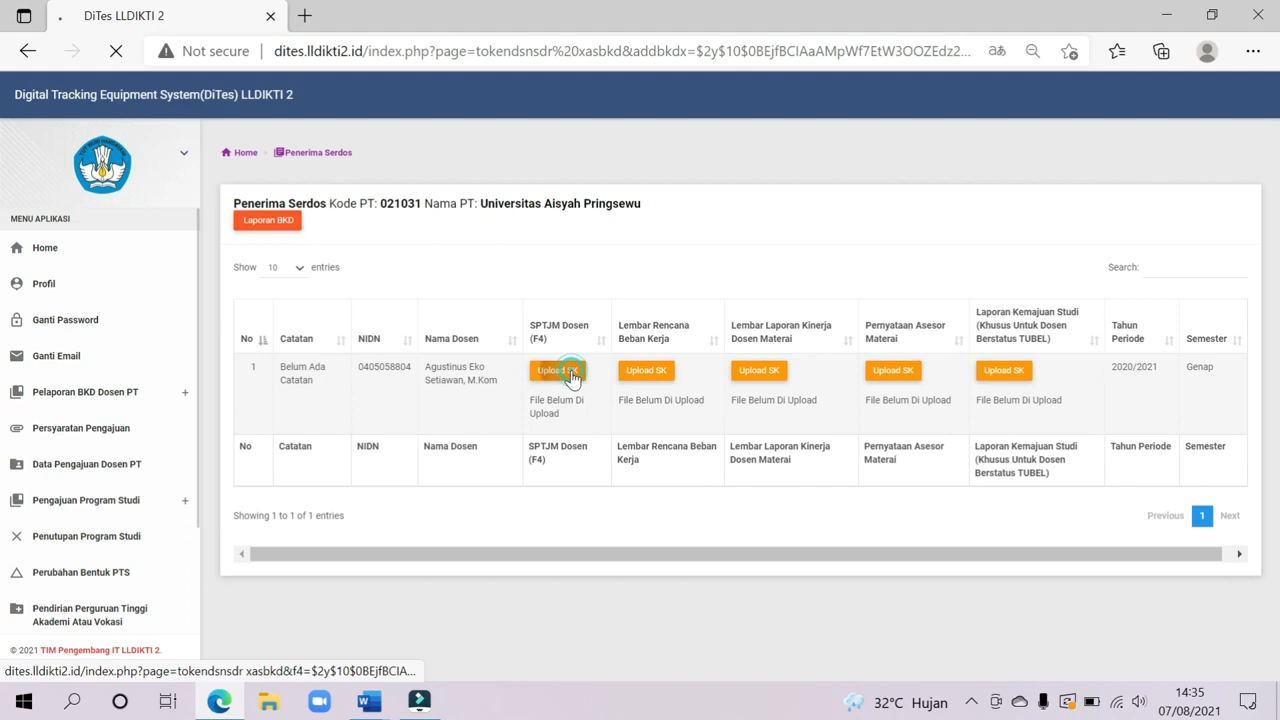 DiTes LLDIKTI 2
Not secure
dites.lldikti2.id/index.php?page=tokendsnsdr%20xasbkd&addbkdx=$2y$10$0BEjfBCIAaAMpWf7EtW3OOZEdz2...
Digital Tracking Equipment System(DiTes) LLDIKTI 2
MENU APLIKASI
Home
Profil
Ganti Password
Ganti Email
Pelaporan BKD Dosen PT
Persyaratan Pengajuan
Data Pengajuan Dosen PT
Pengajuan Program Studi
Penutupan Program Studi
Perubahan Bentuk PTS
Pendirian Perguruan Tinggi
Akademi Atau Vokasi
© 2021 TIM Pengembang IT LLDIKTI 2.
Home
Penerima Serdos
Penerima Serdos Kode PT: 021031 Nama PT: Universitas Aisyah Pringsewu
Laporan BKD
Show 10 entries
Search:
No
Catatan
NIDN
Nama Dosen
SPTJM Dosen
(F4)
Lembar Rencana
Beban Kerja
Lembar Laporan Kinerja
Dosen Materai
Pernyataan Asesor
Materai
Laporan Kemajuan Studi
(Khusus Untuk Dosen
Berstatus TUBEL)
Tahun
Periode
Semester
1
Belum Ada
Catatan
0405058804
Agustinus Eko
Setiawan, M.Kom
Upload SK
File Belum Di
Upload
Upload SK
File Belum Di Upload
Upload SK
File Belum Di Upload
Upload SK
File Belum Di Upload
Upload SK
File Belum Di Upload
2020/2021
Genap
No
Catatan
NIDN
Nama Dosen
SPTJM Dosen
(F4)
Lembar Rencana Beban
Kerja
Lembar Laporan Kinerja
Dosen Materai
Pernyataan Asesor
Materai
Laporan Kemajuan Studi
(Khusus Untuk Dosen
Berstatus TUBEL)
Tahun Periode
Semester
Showing 1 to 1 of 1 entries
Previous 1 Next
dites.lldikti2.id/index.php?page=tokendsnsdr xasbkd&f4=$2y$10$0BEjfBCIA...
32°C Hujan
14:35
07/08/2021